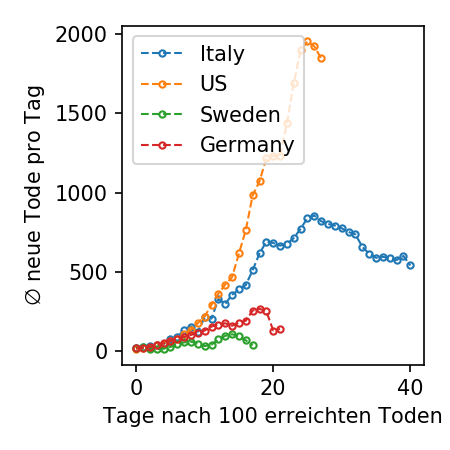 2000
1500
1000
500
0
∅ neue Tode pro Tag
Italy
US
Sweden
Germany
0
20
40
Tage nach 100 erreichten Toden